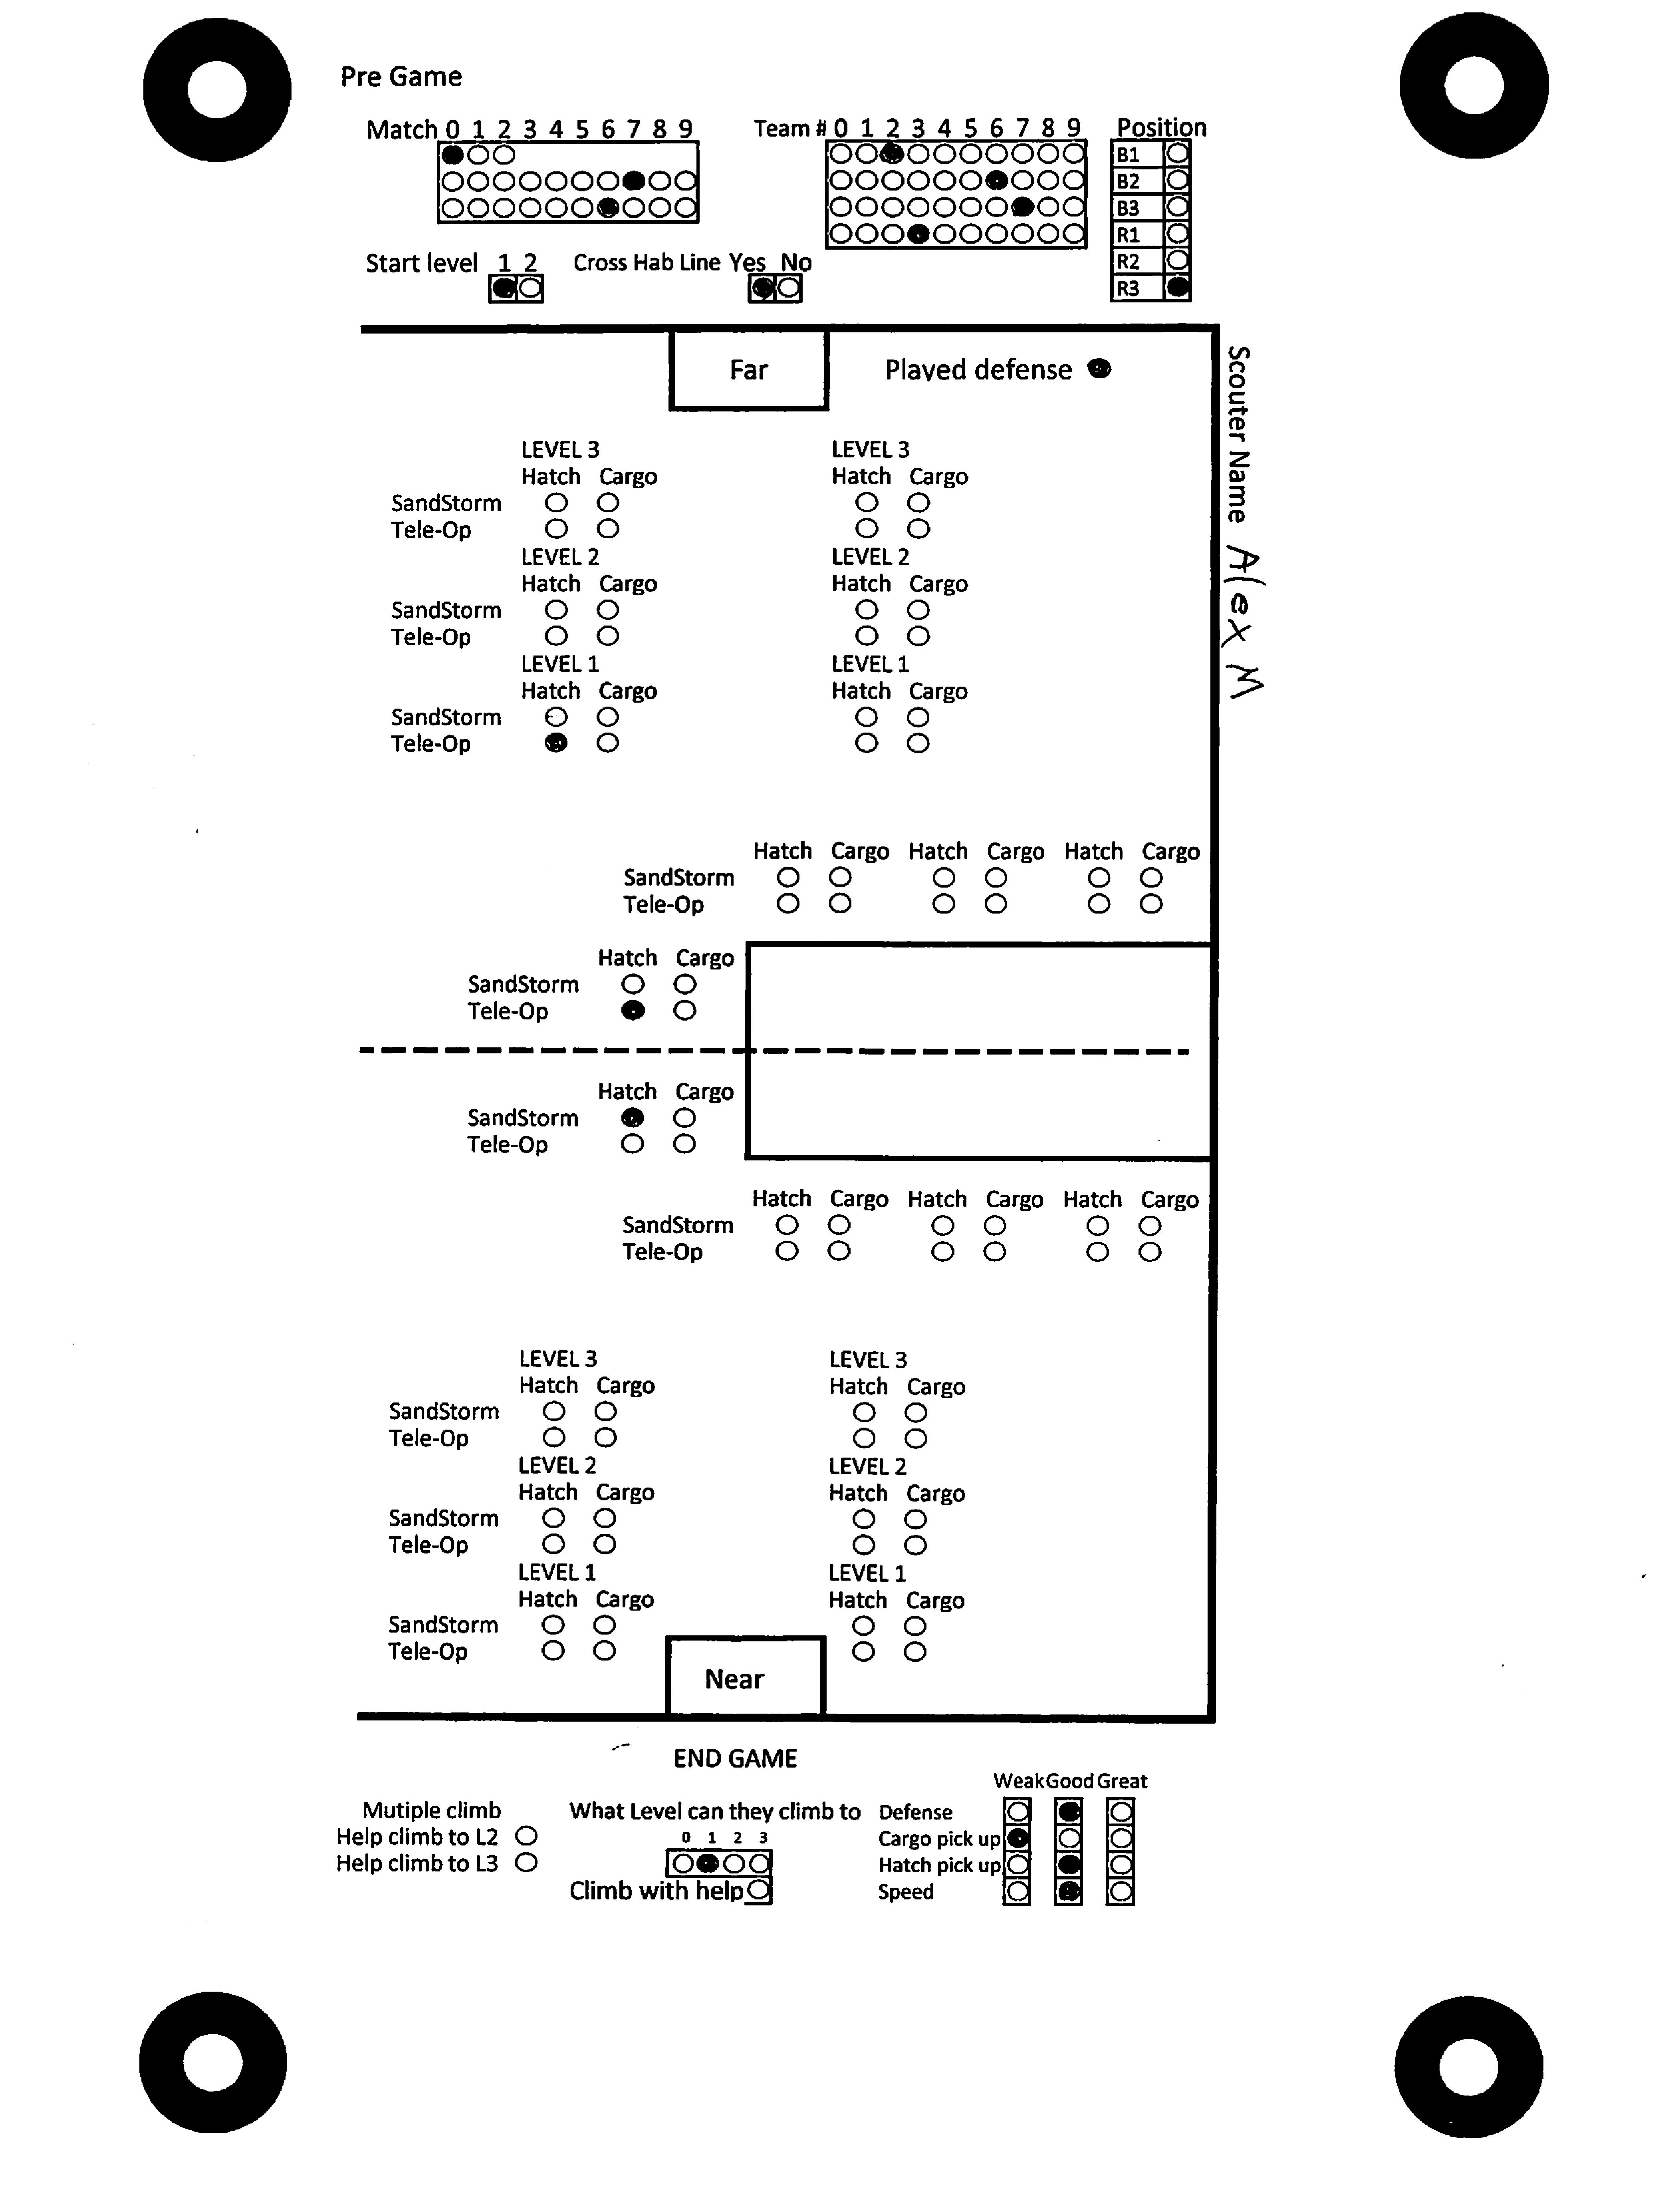 Pre Game
Match 0 1 2 3 4 5 6 7 8 9
Team # 0 1 2 3 4 5 6 7 8 9
Position
B1
B2
B3
R1
R2
R3
Start level 1 2
Cross Hab Line Yes No
Far
Played defense
Scouter Name Alex M
LEVEL 3 LEVEL 3
Hatch Cargo Hatch Cargo
SandStorm
Tele-Op
LEVEL 2 LEVEL 2
Hatch Cargo Hatch Cargo
SandStorm
Tele-Op
LEVEL 1 LEVEL 1
Hatch Cargo Hatch Cargo
SandStorm
Tele-Op
Hatch Cargo Hatch Cargo Hatch Cargo
SandStorm
Tele-Op
Hatch Cargo
SandStorm
Tele-Op
Hatch Cargo
SandStorm
Tele-Op
Hatch Cargo Hatch Cargo Hatch Cargo
SandStorm
Tele-Op
LEVEL 3 LEVEL 3
Hatch Cargo Hatch Cargo
SandStorm
Tele-Op
LEVEL 2 LEVEL 2
Hatch Cargo Hatch Cargo
SandStorm
Tele-Op
LEVEL 1 LEVEL 1
Hatch Cargo Hatch Cargo
SandStorm
Tele-Op
Near
END GAME
Mutiple climb
Help climb to L2
Help climb to L3
What Level can they climb to
0 1 2 3
Climb with help
Weak Good Great
Defense
Cargo pick up
Hatch pick up
Speed